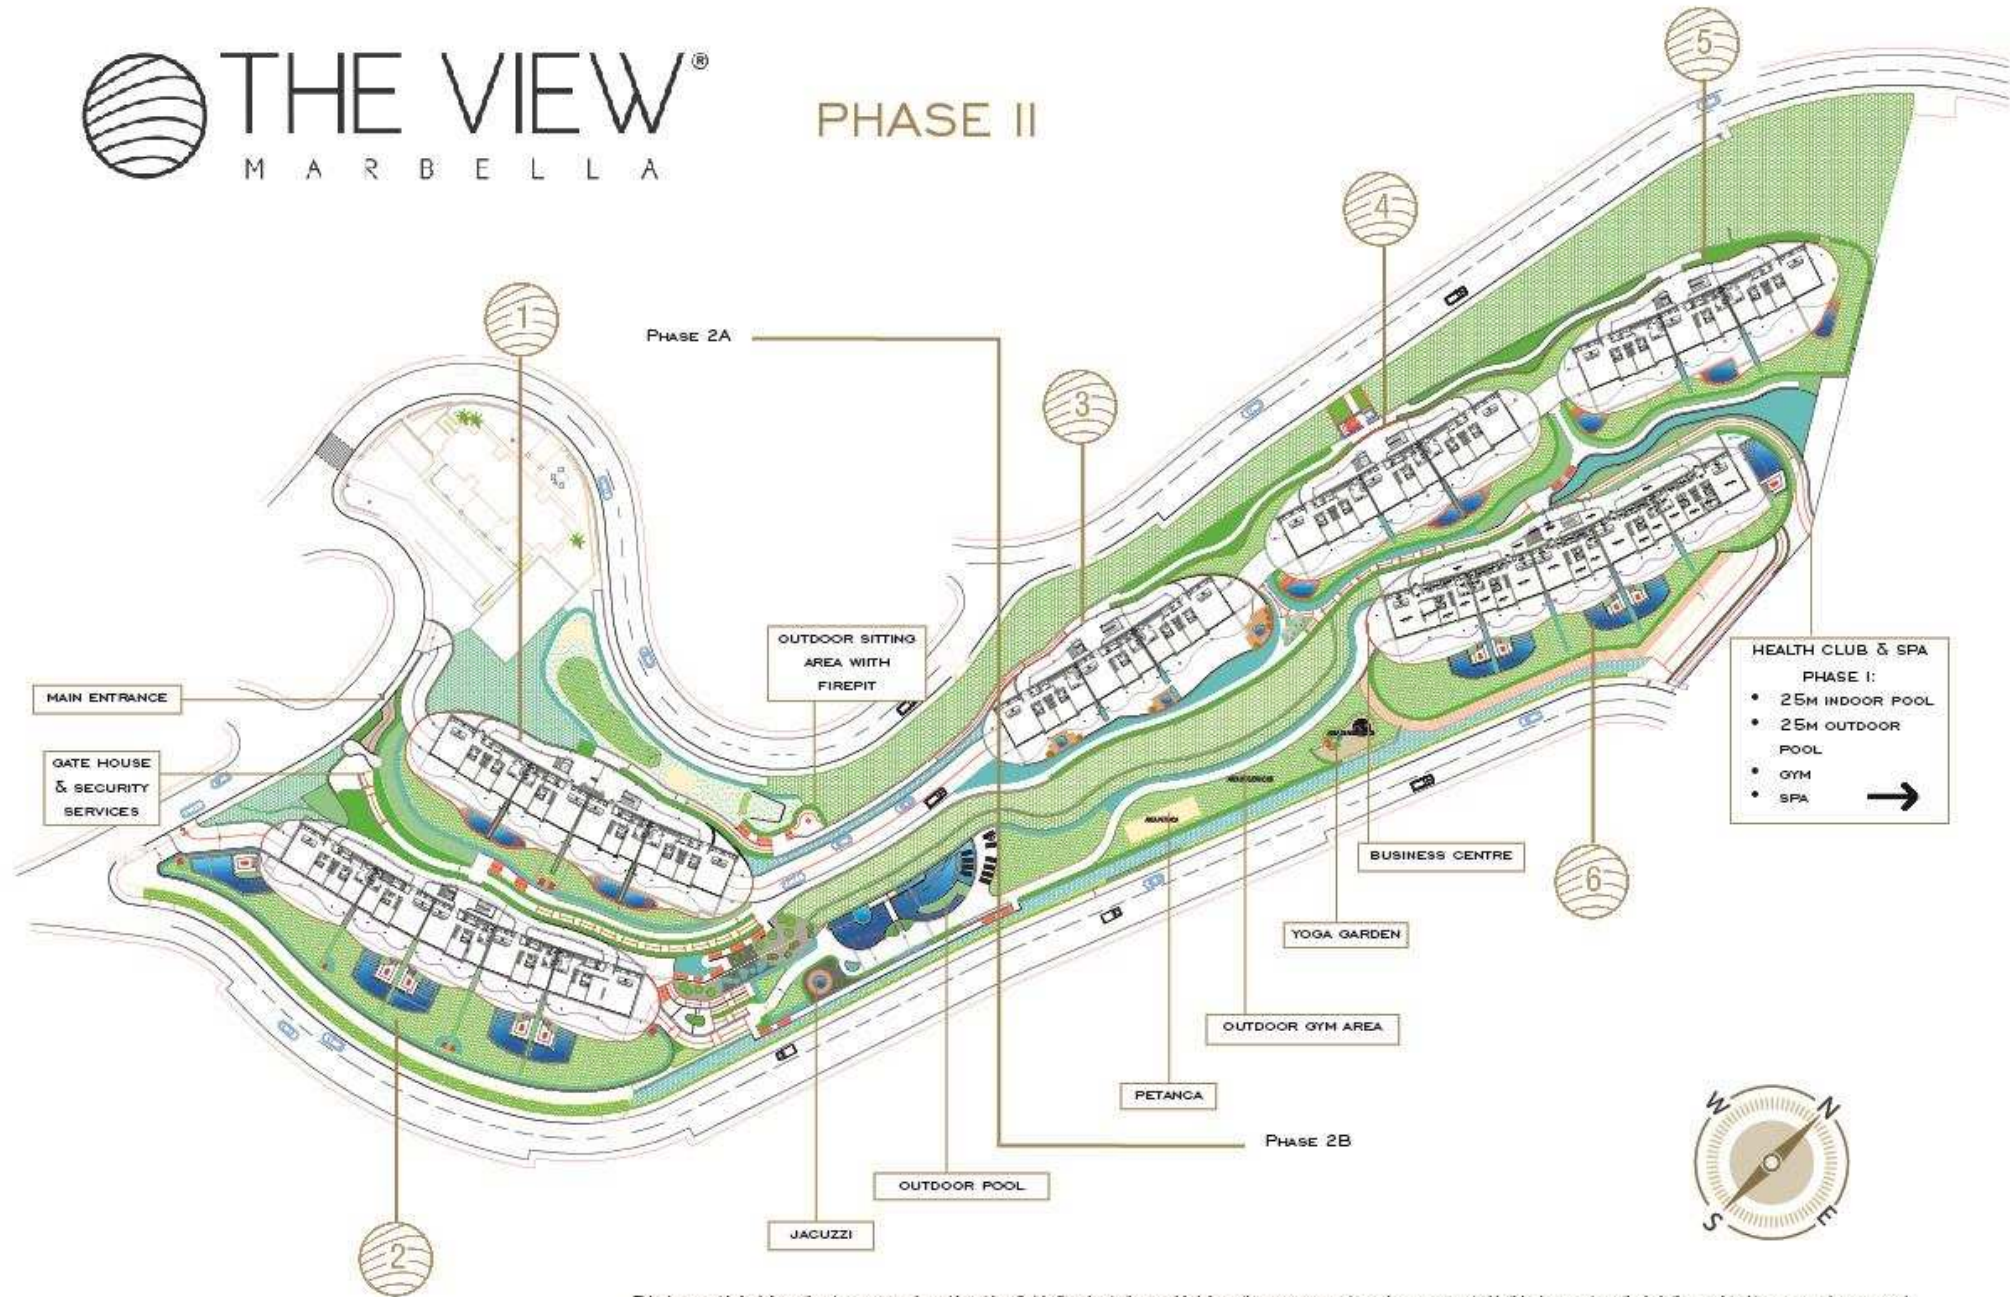 THE VIEW®
MARBELLA
PHASE II
5
4
1
PHASE 2A
3
OUTDOOR SITTING
AREA WIITH
FIREPIT
MAIN ENTRANCE
GATE HOUSE
& SECURITY
SERVICES
HEALTH CLUB & SPA
PHASE I:
• 25M INDOOR POOL
• 25M OUTDOOR
POOL
• GYM
• SPA
BUSINESS CENTRE
6
YOGA GARDEN
OUTDOOR GYM AREA
PETANCA
PHASE 2B
OUTDOOR POOL
JACUZZI
2
W
N
S
E